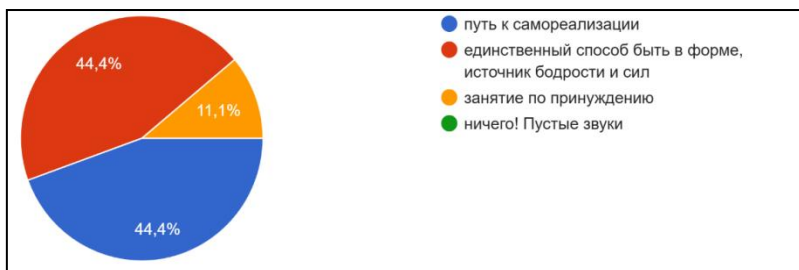 44,4%
11,1%
44,4%
путь к самореализации
единственный способ быть в форме,
источник бодрости и сил
занятие по принуждению
ничего! Пустые звуки